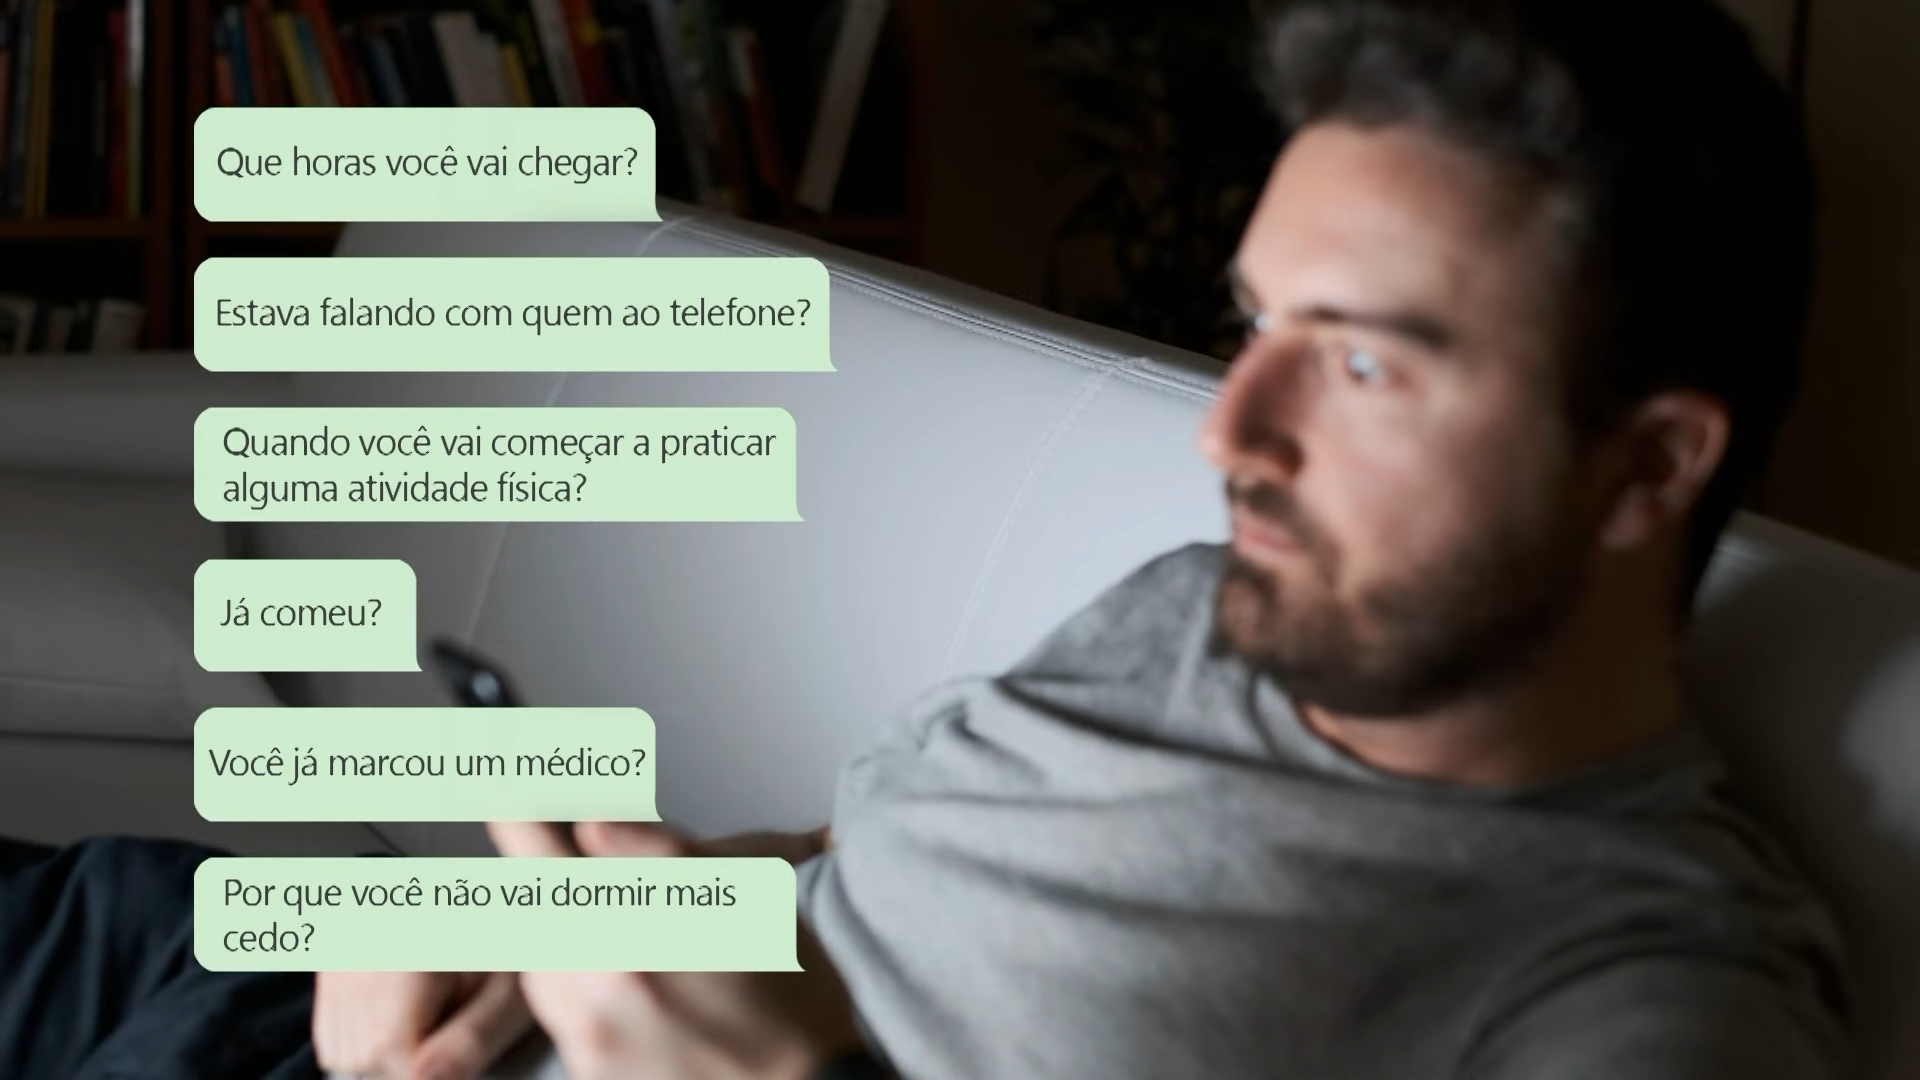 Que horas você vai chegar?
Estava falando com quem ao telefone?
Quando você vai começar a praticar
alguma atividade física?
Já comeu?
Você já marcou um médico?
Por que você não vai dormir mais
cedo?